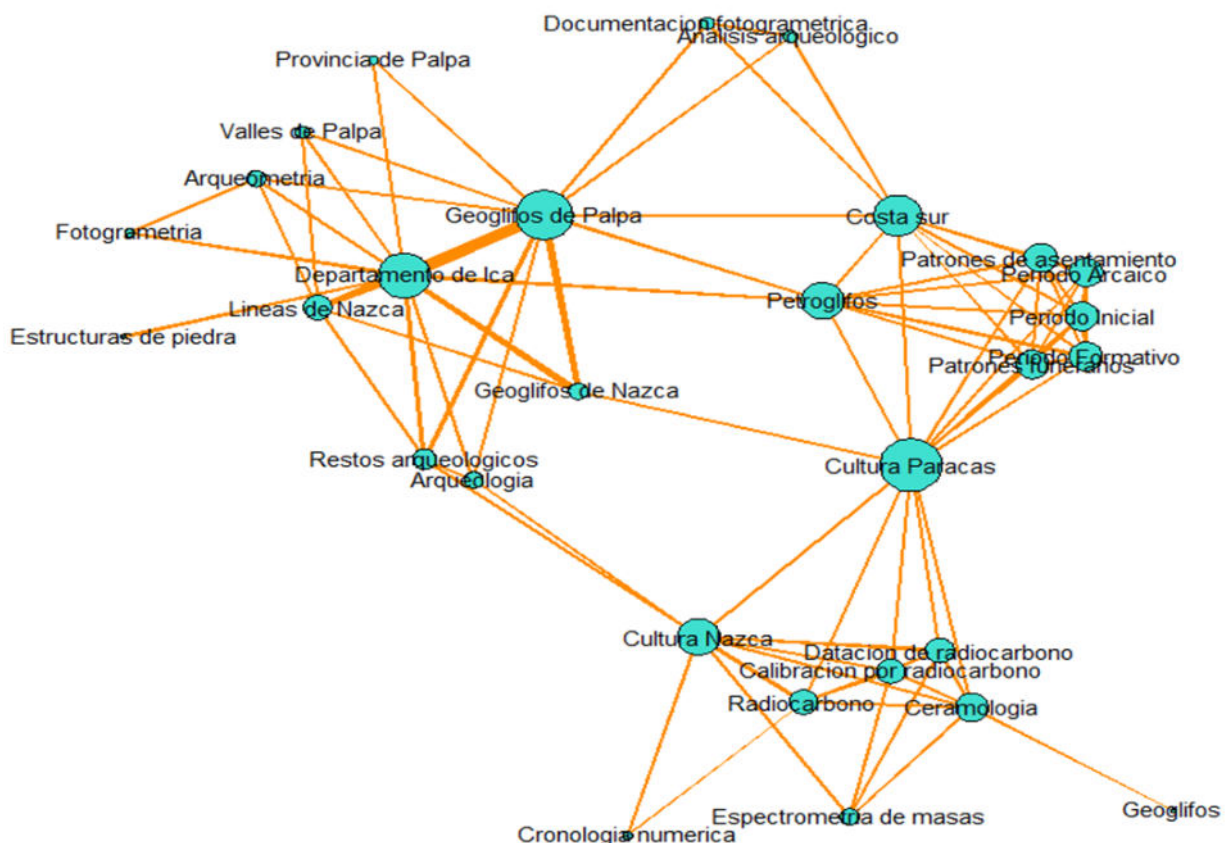 Documentacion fotogrametrica
Analisis arqueologico
Provincia de Palpa
Valles de Palpa
Arqueometria
Fotogrametria
Geoglifos de Palpa
Costa sur
Departamento de Ica
Patrones de asentamiento
Periodo Arcaico
Lineas de Nazca
Petroglifos
Periodo Inicial
Estructuras de piedra
Periodo Formativo
Patrones funerarios
Geoglifos de Nazca
Restos arqueologicos
Arqueologia
Cultura Paracas
Cultura Nazca
Datacion de radiocarbono
Calibracion por radiocarbono
Radiocarbono
Ceramologia
Espectrometria de masas
Geoglifos
Cronologia numerica